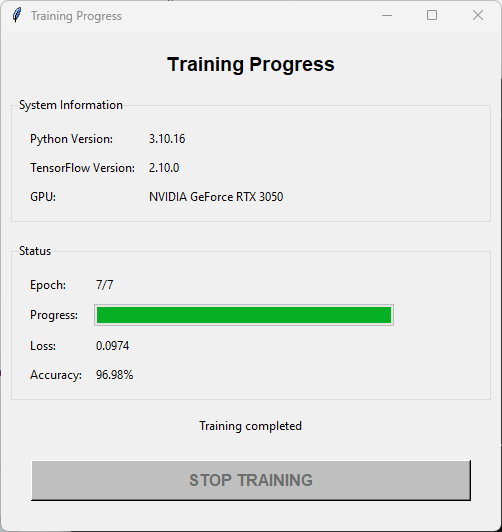 Training Progress
Training Progress
System Information
Python Version: 3.10.16
TensorFlow Version: 2.10.0
GPU: NVIDIA GeForce RTX 3050
Status
Epoch: 7/7
Progress:
Loss: 0.0974
Accuracy: 96.98%
Training completed
STOP TRAINING